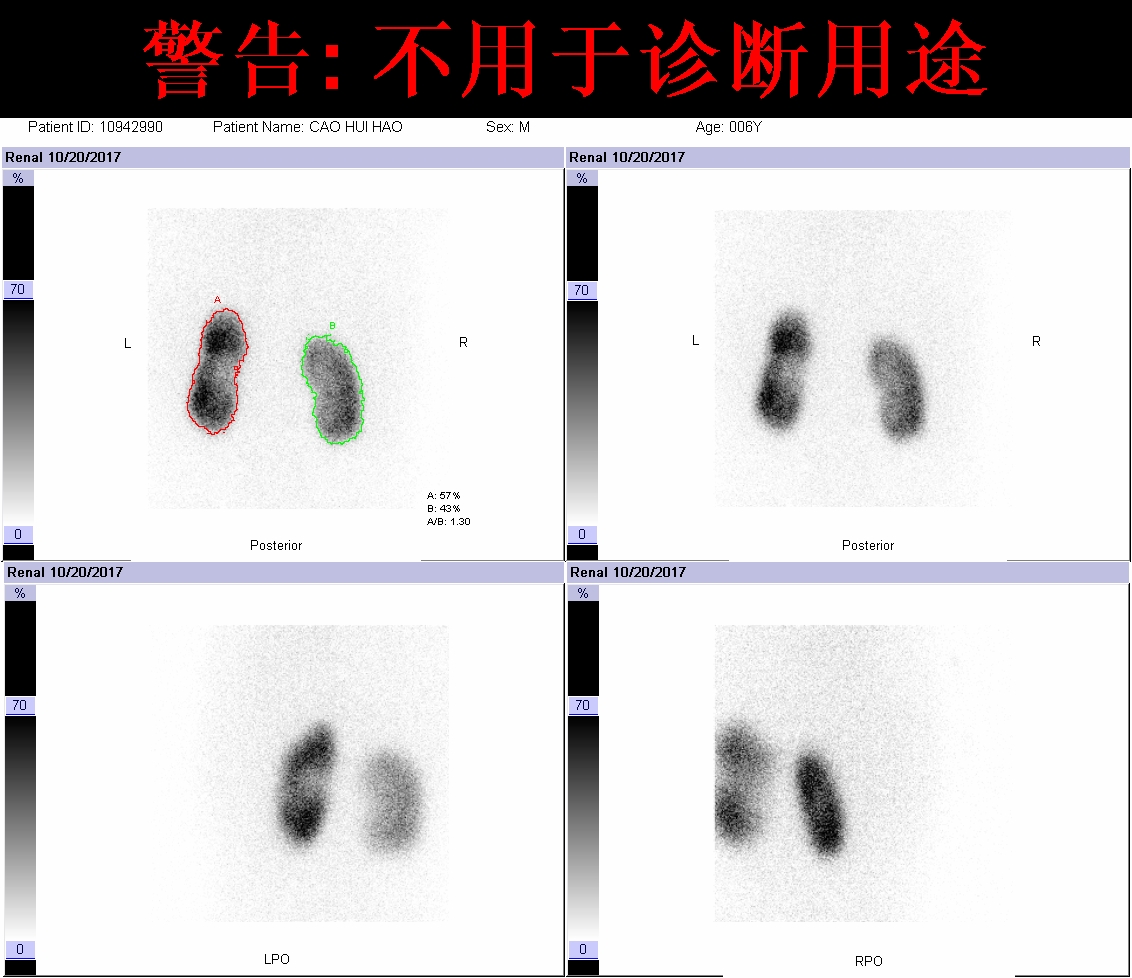 警告: 不用于诊断用途
Patient ID: 10942990 Patient Name: CAO HUI HAO Sex: M Age: 006Y
Renal 10/20/2017
%
70
0
A
B
L
R
A: 57%
B: 43%
A/B: 1.30
Posterior
Renal 10/20/2017
%
70
0
L
R
Posterior
Renal 10/20/2017
%
70
0
LPO
Renal 10/20/2017
%
70
0
RPO